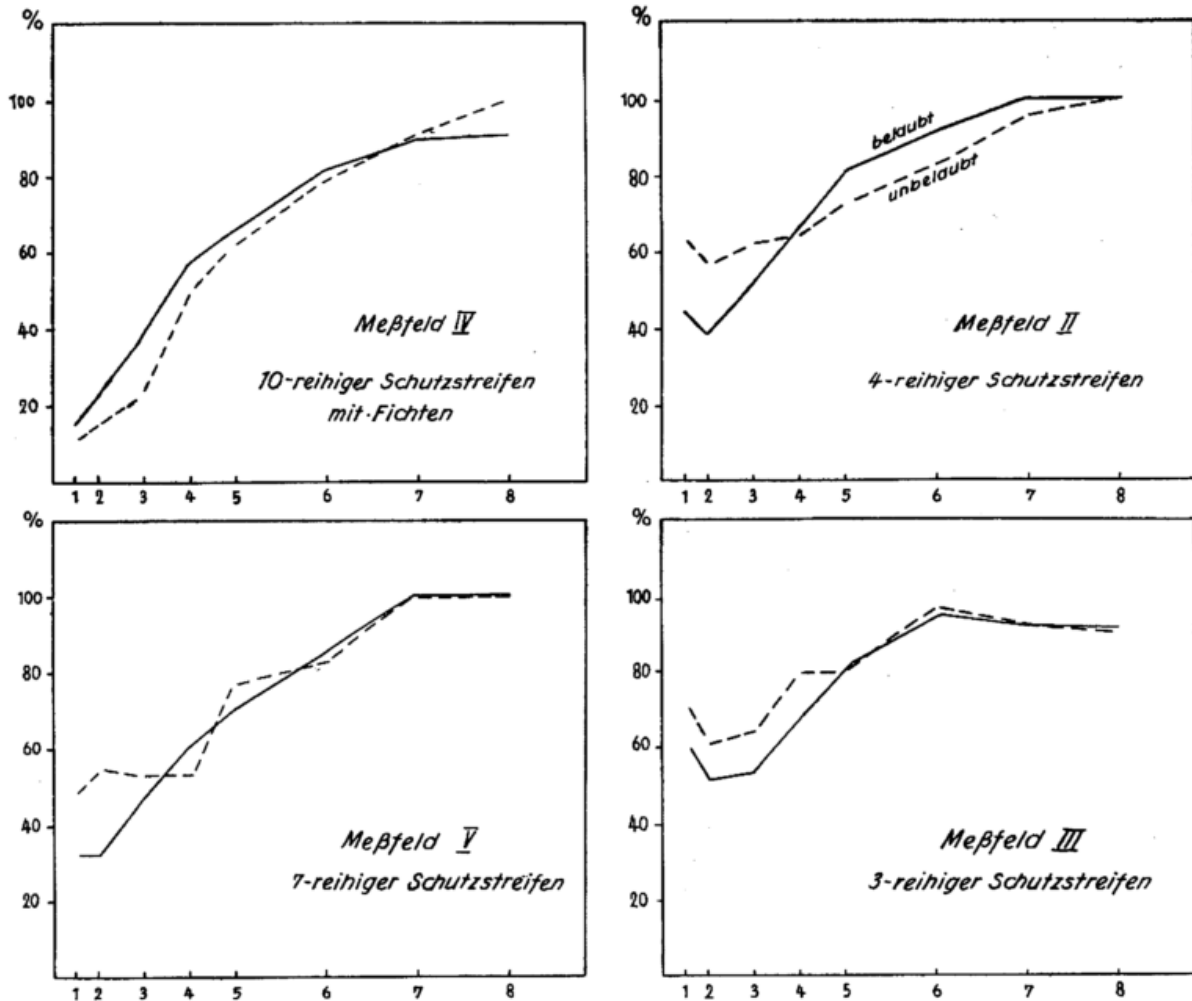 %
100
80
60
40
20
Meßfeld IV
10-reihiger Schutzstreifen
mit Fichten
1 2 3 4 5 6 7 8
%
100
80
60
40
20
belaubt
unbelaubt
Meßfeld II
4-reihiger Schutzstreifen
1 2 3 4 5 6 7 8
%
100
80
60
40
20
Meßfeld V
7-reihiger Schutzstreifen
1 2 3 4 5 6 7 8
%
100
80
60
40
20
Meßfeld III
3-reihiger Schutzstreifen
1 2 3 4 5 6 7 8